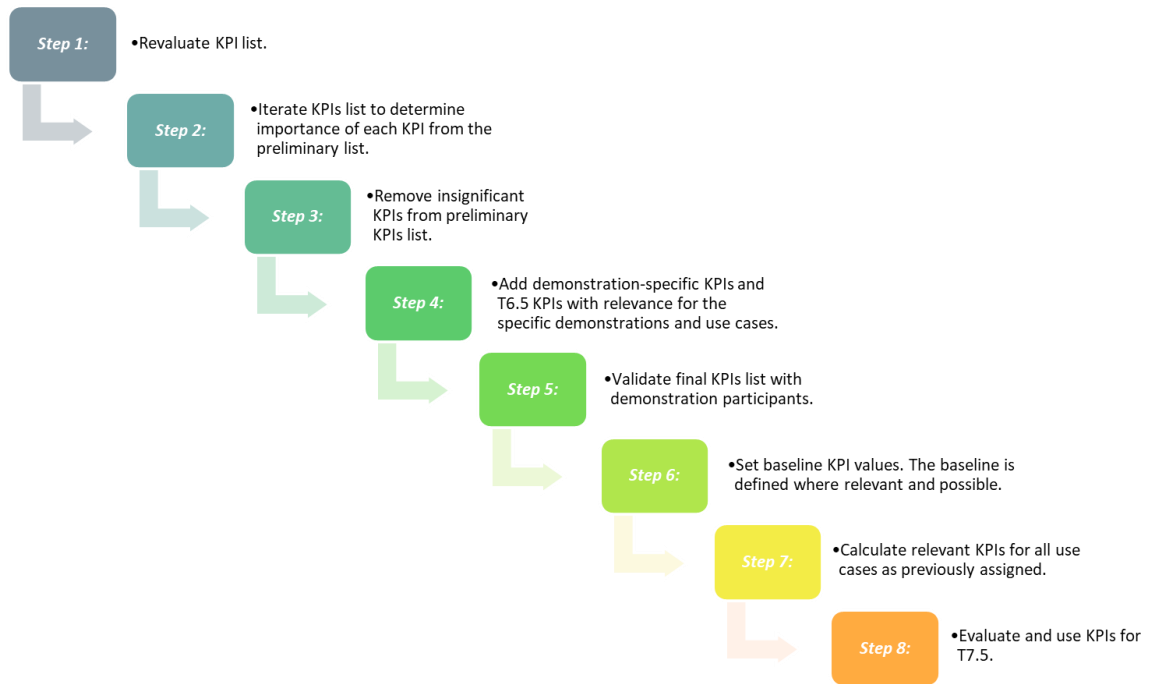 Step 1:
•Revaluate KPI list.
Step 2:
•Iterate KPIs list to determine
importance of each KPI from the
preliminary list.
Step 3:
•Remove insignificant
KPIs from preliminary
KPIs list.
Step 4:
•Add demonstration-specific KPIs and
T6.5 KPIs with relevance for the
specific demonstrations and use cases.
Step 5:
•Validate final KPIs list with
demonstration participants.
Step 6:
•Set baseline KPI values. The baseline is
defined where relevant and possible.
Step 7:
•Calculate relevant KPIs for all use
cases as previously assigned.
Step 8:
•Evaluate and use KPIs for
T7.5.